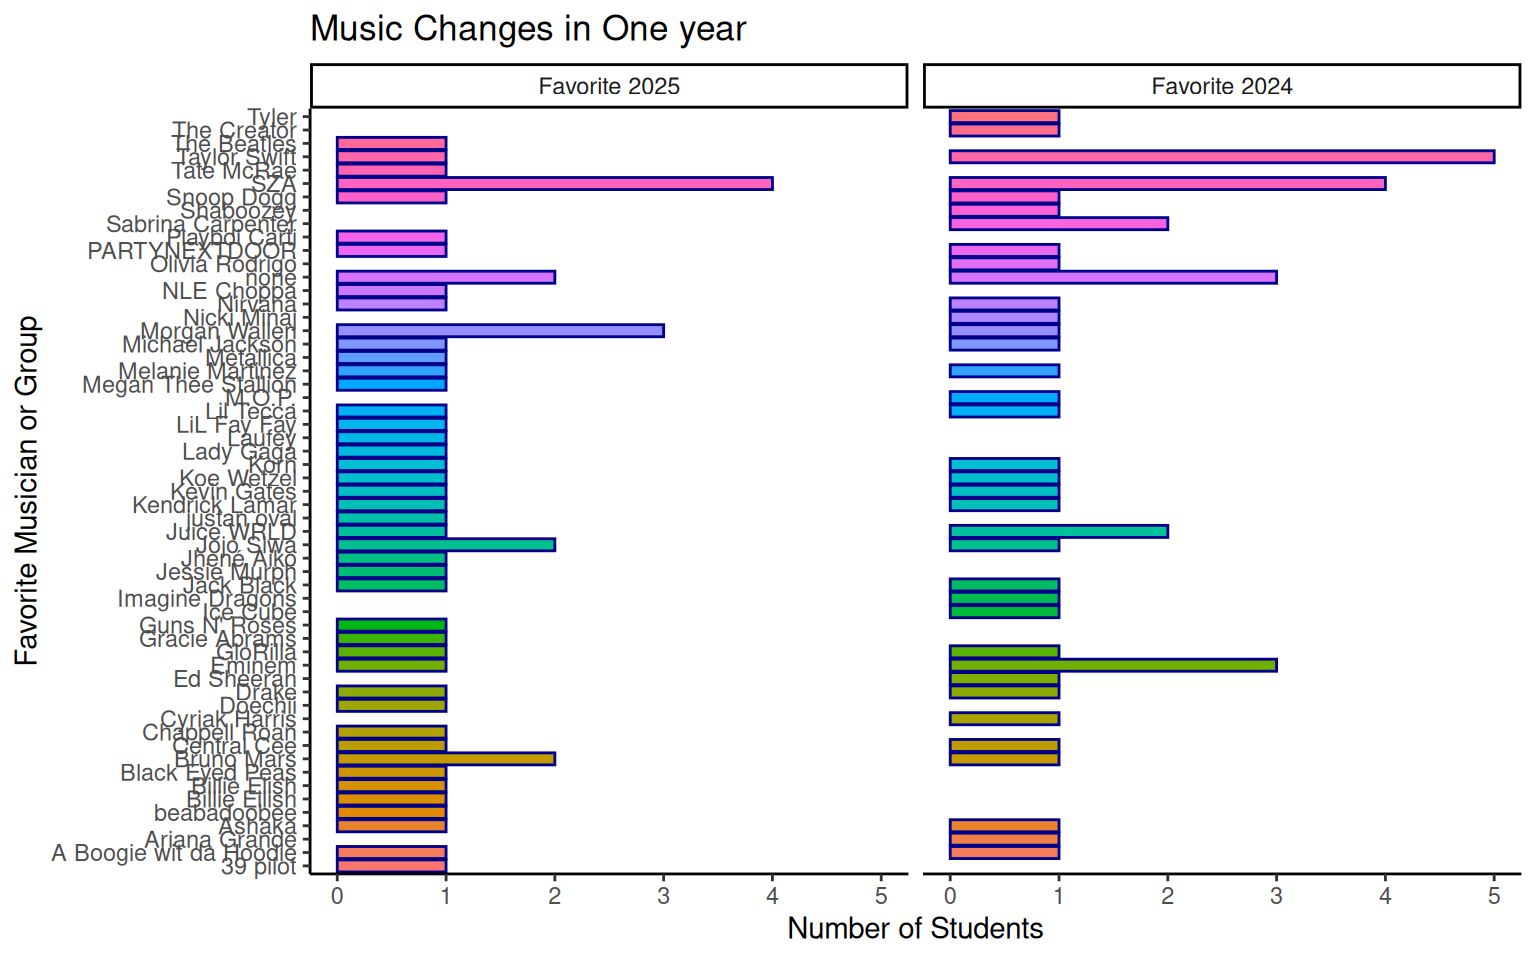 Music Changes in One year
Favorite 2025
Favorite 2024
Favorite Musician or Group
Tyler
The Creator
The Beatles
Taylor Swift
Tate McRae
SZA
Snoop Dogg
Shaboozey
Sabrina Carpenter
Playboi Carti
PARTYNEXTDOOR
Olivia Rodrigo
none
NLE Choppa
Nirvana
Nicki Minaj
Morgan Wallen
Michael Jackson
Metallica
Melanie Martinez
Megan Thee Stallion
M.O.P.
Lil Tecca
LiL Fay Fay
Laufey
Lady Gaga
Korn
Koe Wetzel
Kevin Gates
Kendrick Lamar
justan oval
Juice WRLD
Jojo Siwa
Jhene Aiko
Jessie Murph
Jack Black
Imagine Dragons
Ice Cube
Guns N' Roses
Gracie Abrams
GloRilla
Eminem
Ed Sheeran
Drake
Doechii
Cyriak Harris
Chappell Roan
Central Cee
Bruno Mars
Black Eyed Peas
Billie Elish
Billie Eilish
beabadoobee
Ashaka
Ariana Grande
A Boogie wit da Hoodie
39 pilot
0 1 2 3 4 5
0 1 2 3 4 5
Number of Students